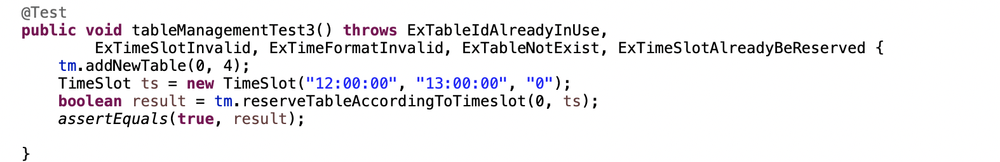 @Test
public void tableManagementTest3() throws ExTableIdAlreadyInUse,
ExTimeSlotInvalid, ExTimeFormatInvalid, ExTableNotExist, ExTimeSlotAlreadyBeReserved {
tm.addNewTable(0, 4);
TimeSlot ts = new TimeSlot("12:00:00", "13:00:00", "0");
boolean result = tm.reserveTableAccordingToTimeslot(0, ts);
assertEquals(true, result);
}